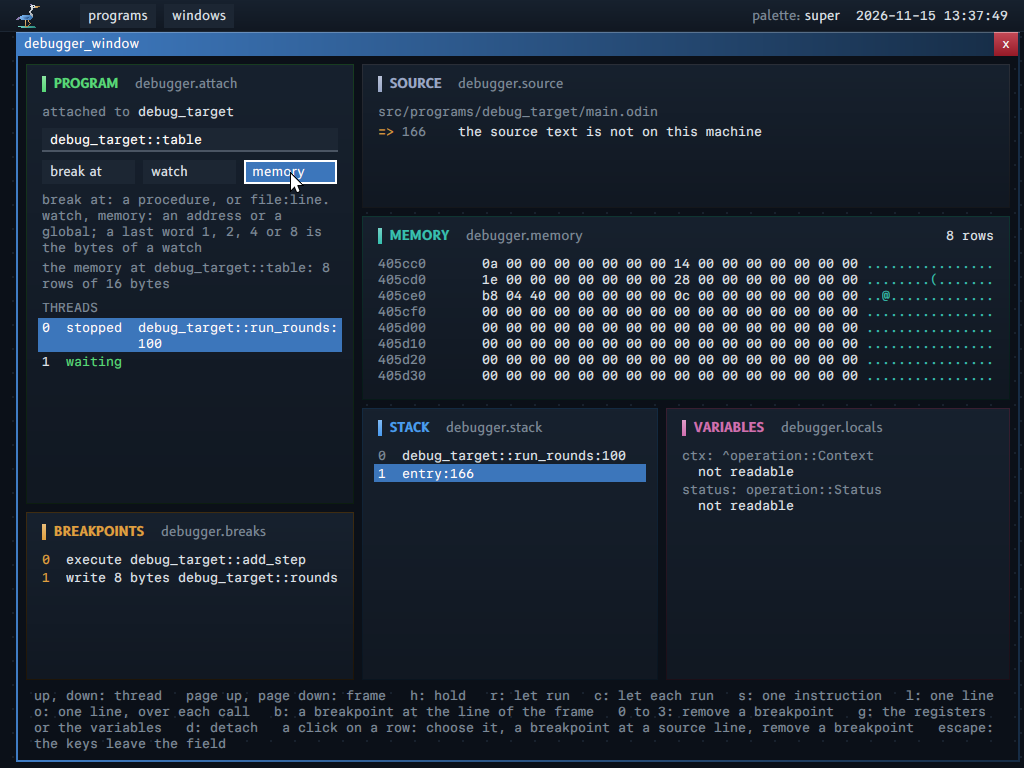 programs windows palette: super 2026-11-15 13:37:49
debugger_window x
PROGRAM debugger.attach
attached to debug_target
debug_target::table
break at watch memory
break at: a procedure, or file:line.
watch, memory: an address or a
global; a last word 1, 2, 4 or 8 is
the bytes of a watch
the memory at debug_target::table: 8
rows of 16 bytes
THREADS
0 stopped debug_target::run_rounds:
100
1 waiting
BREAKPOINTS debugger.breaks
0 execute debug_target::add_step
1 write 8 bytes debug_target::rounds
SOURCE debugger.source
src/programs/debug_target/main.odin
=> 166 the source text is not on this machine
MEMORY debugger.memory 8 rows
405cc0 0a 00 00 00 00 00 00 00 14 00 00 00 00 00 00 00 ................
405cd0 1e 00 00 00 00 00 00 00 28 00 00 00 00 00 00 00 ........(.......
405ce0 b8 04 40 00 00 00 00 00 0c 00 00 00 00 00 00 00 ..@.............
405cf0 00 00 00 00 00 00 00 00 00 00 00 00 00 00 00 00 ................
405d00 00 00 00 00 00 00 00 00 00 00 00 00 00 00 00 00 ................
405d10 00 00 00 00 00 00 00 00 00 00 00 00 00 00 00 00 ................
405d20 00 00 00 00 00 00 00 00 00 00 00 00 00 00 00 00 ................
405d30 00 00 00 00 00 00 00 00 00 00 00 00 00 00 00 00 ................
STACK debugger.stack
0 debug_target::run_rounds:100
1 entry:166
VARIABLES debugger.locals
ctx: ^operation::Context
not readable
status: operation::Status
not readable
up, down: thread page up, page down: frame h: hold r: let run c: let each run s: one instruction l: one line
o: one line, over each call b: a breakpoint at the line of the frame 0 to 3: remove a breakpoint g: the registers
or the variables d: detach a click on a row: choose it, a breakpoint at a source line, remove a breakpoint escape:
the keys leave the field